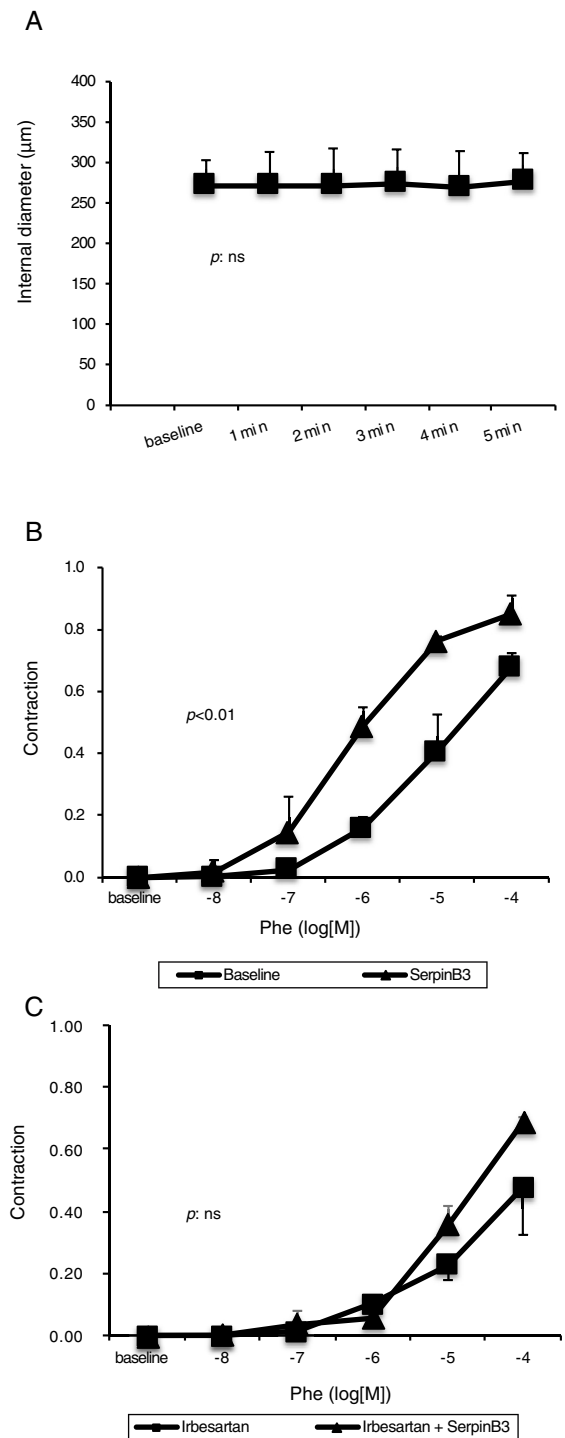 A
400
350
300
250
200
150
100
50
0
Internal diameter (µm)
p: ns
baseline
1 min
2 min
3 min
4 min
5 min
B
1.0
0.8
0.6
0.4
0.2
0.0
Contraction
p<0.01
baseline
-8
-7
-6
-5
-4
Phe (log[M])
Baseline
SerpinB3
C
1.00
0.80
0.60
0.40
0.20
0.00
Contraction
p: ns
baseline
-8
-7
-6
-5
-4
Phe (log[M])
Irbesartan
Irbesartan + SerpinB3